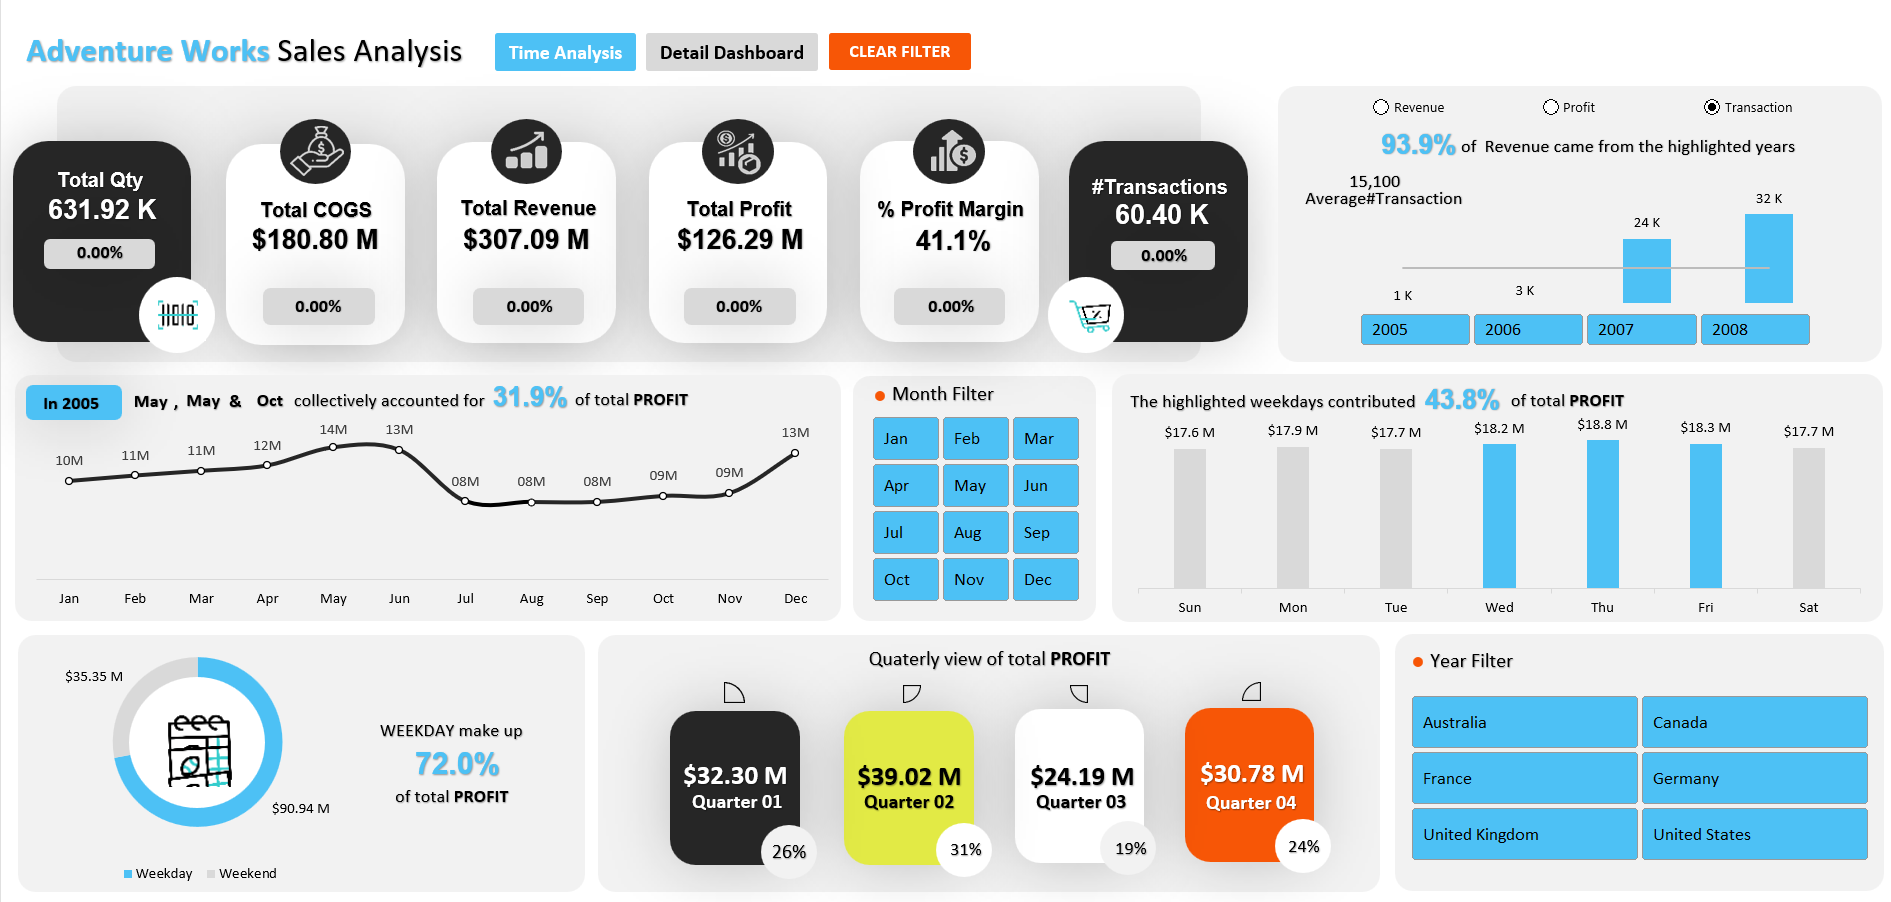 Adventure Works Sales Analysis
Time Analysis
Detail Dashboard
CLEAR FILTER
Total Qty
631.92 K
0.00%
Total COGS
$180.80 M
0.00%
Total Revenue
$307.09 M
0.00%
Total Profit
$126.29 M
0.00%
% Profit Margin
41.1%
0.00%
#Transactions
60.40 K
0.00%
Revenue
Profit
Transaction
93.9% of Revenue came from the highlighted years
15,100
Average#Transaction
1 K
3 K
24 K
32 K
2005
2006
2007
2008
In 2005
May , May & Oct collectively accounted for 31.9% of total PROFIT
10M
11M
11M
12M
14M
13M
08M
08M
08M
09M
09M
13M
Jan
Feb
Mar
Apr
May
Jun
Jul
Aug
Sep
Oct
Nov
Dec
Month Filter
Jan
Feb
Mar
Apr
May
Jun
Jul
Aug
Sep
Oct
Nov
Dec
The highlighted weekdays contributed 43.8% of total PROFIT
$17.6 M
$17.9 M
$17.7 M
$18.2 M
$18.8 M
$18.3 M
$17.7 M
Sun
Mon
Tue
Wed
Thu
Fri
Sat
$35.35 M
$90.94 M
WEEKDAY make up
72.0%
of total PROFIT
Weekday
Weekend
Quaterly view of total PROFIT
$32.30 M
Quarter 01
26%
$39.02 M
Quarter 02
31%
$24.19 M
Quarter 03
19%
$30.78 M
Quarter 04
24%
Year Filter
Australia
Canada
France
Germany
United Kingdom
United States